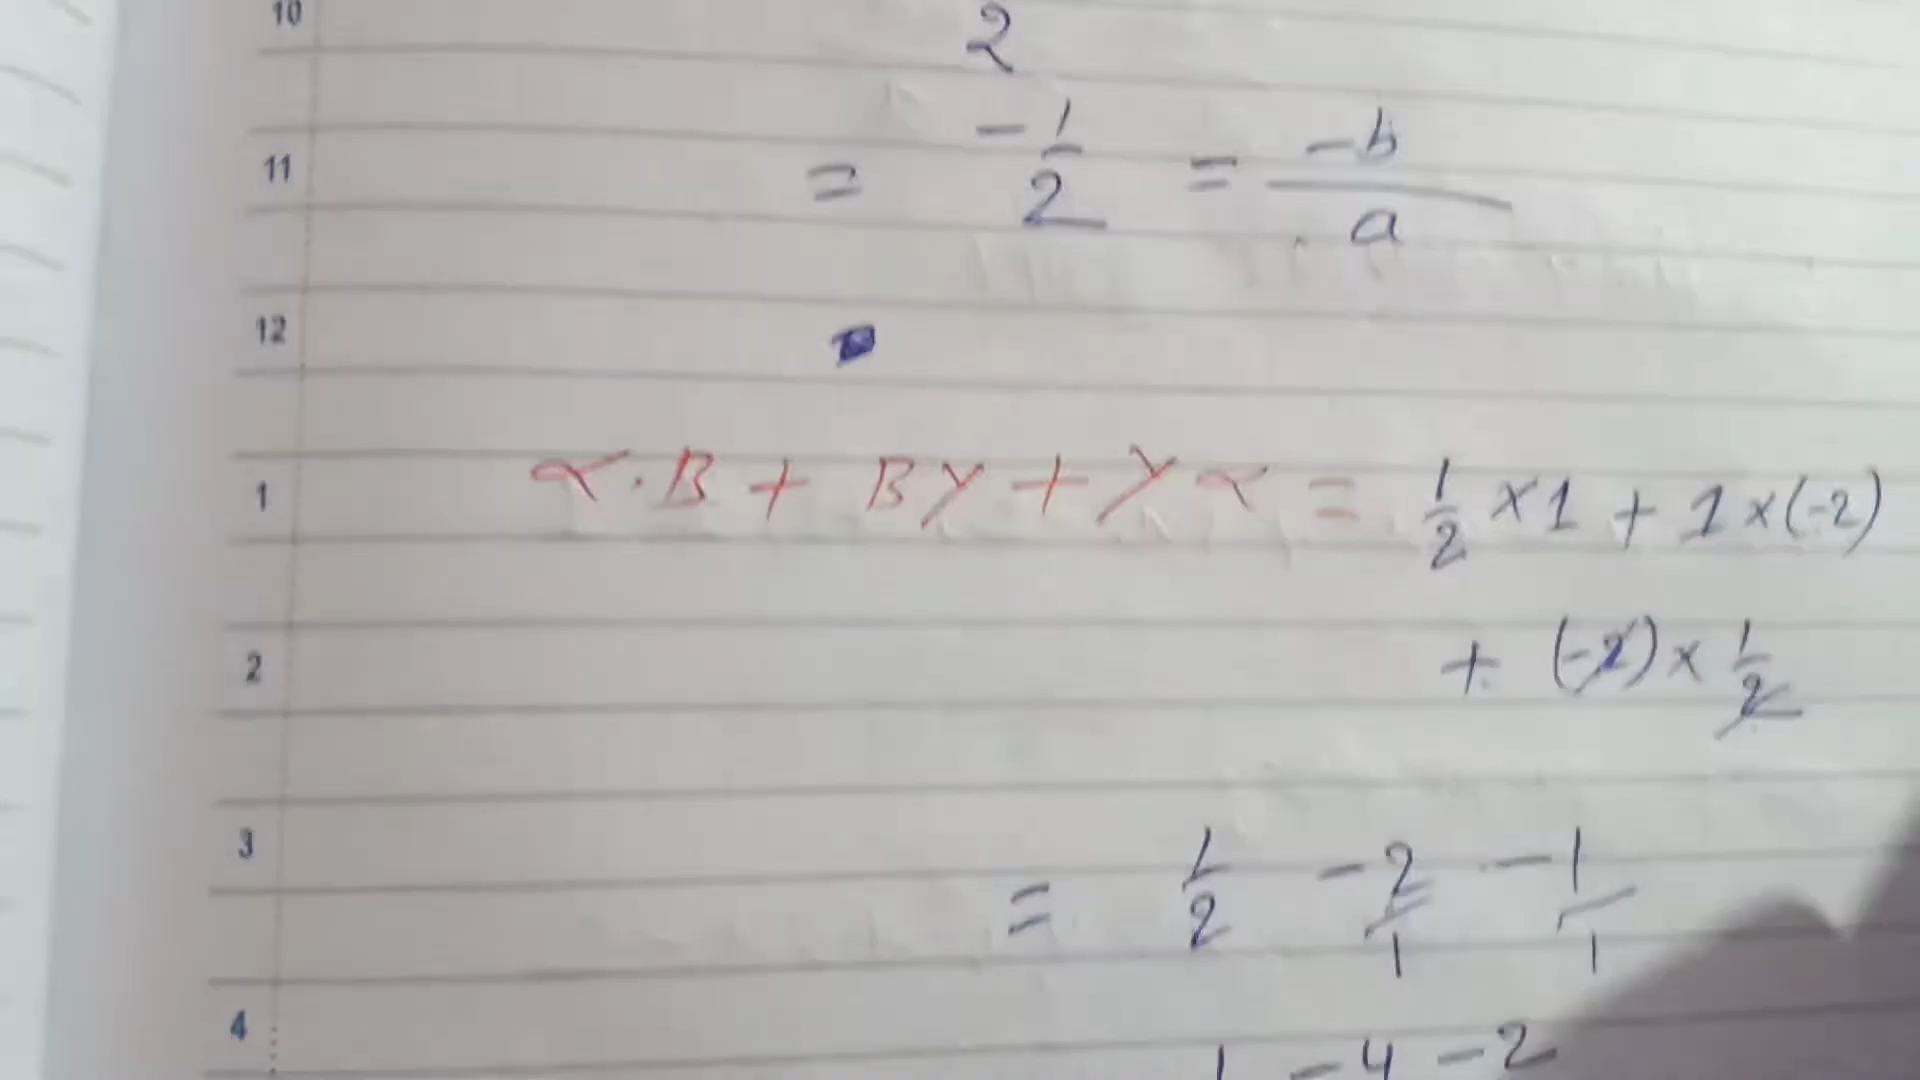 10
2
11 = -1/2 = -b/a
12
1 α.B + Bγ + γα = 1/2 × 1 + 1 × (-2)
2 + (-2) × 1/2
3 = 1/2 - 2/1 - 1/1
4 1 - 4 - 2